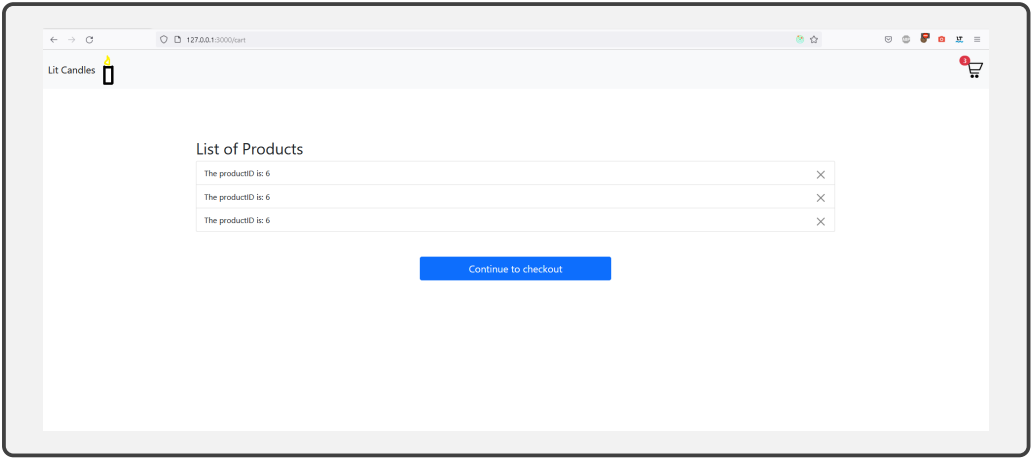 127.0.0.1:5000/cart
Lit Candles
3
List of Products
The productID is: 6
The productID is: 6
The productID is: 6
Continue to checkout